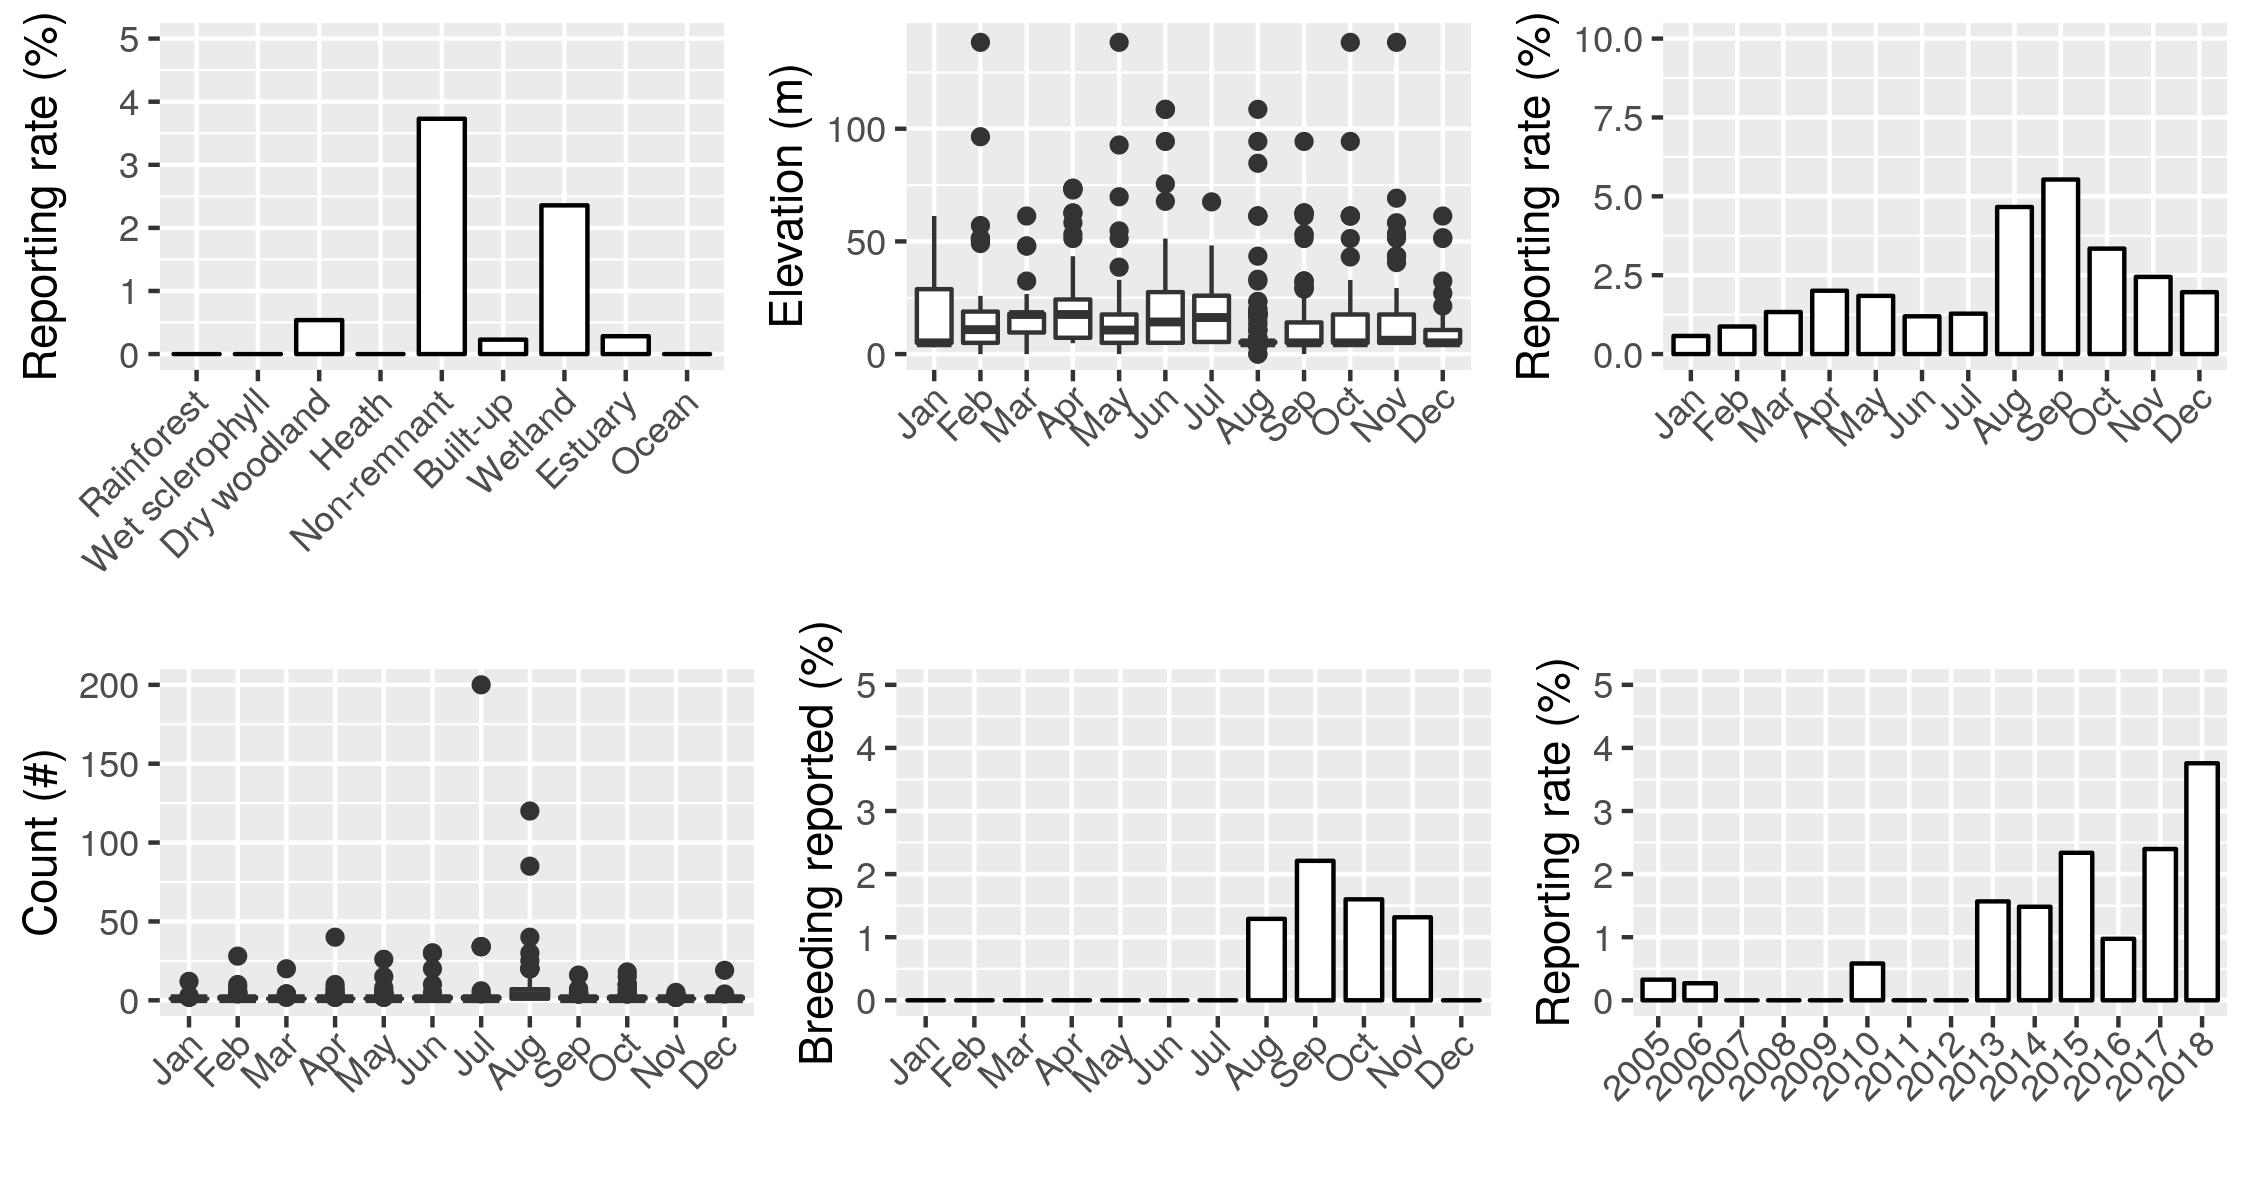 Reporting rate (%)
5
4
3
2
1
0
Rainforest
Wet sclerophyll
Dry woodland
Heath
Non-remnant
Built-up
Wetland
Estuary
Ocean
Elevation (m)
100
50
0
Jan
Feb
Mar
Apr
May
Jun
Jul
Aug
Sep
Oct
Nov
Dec
Reporting rate (%)
10.0
7.5
5.0
2.5
0.0
Jan
Feb
Mar
Apr
May
Jun
Jul
Aug
Sep
Oct
Nov
Dec
Count (#)
200
150
100
50
0
Jan
Feb
Mar
Apr
May
Jun
Jul
Aug
Sep
Oct
Nov
Dec
Breeding reported (%)
5
4
3
2
1
0
Jan
Feb
Mar
Apr
May
Jun
Jul
Aug
Sep
Oct
Nov
Dec
Reporting rate (%)
5
4
3
2
1
0
2005
2006
2007
2008
2009
2010
2011
2012
2013
2014
2015
2016
2017
2018